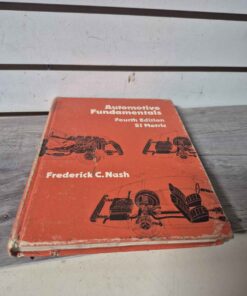 Automotive
Fundamentals
Fourth Edition
SI Metric
Frederick C. Nash